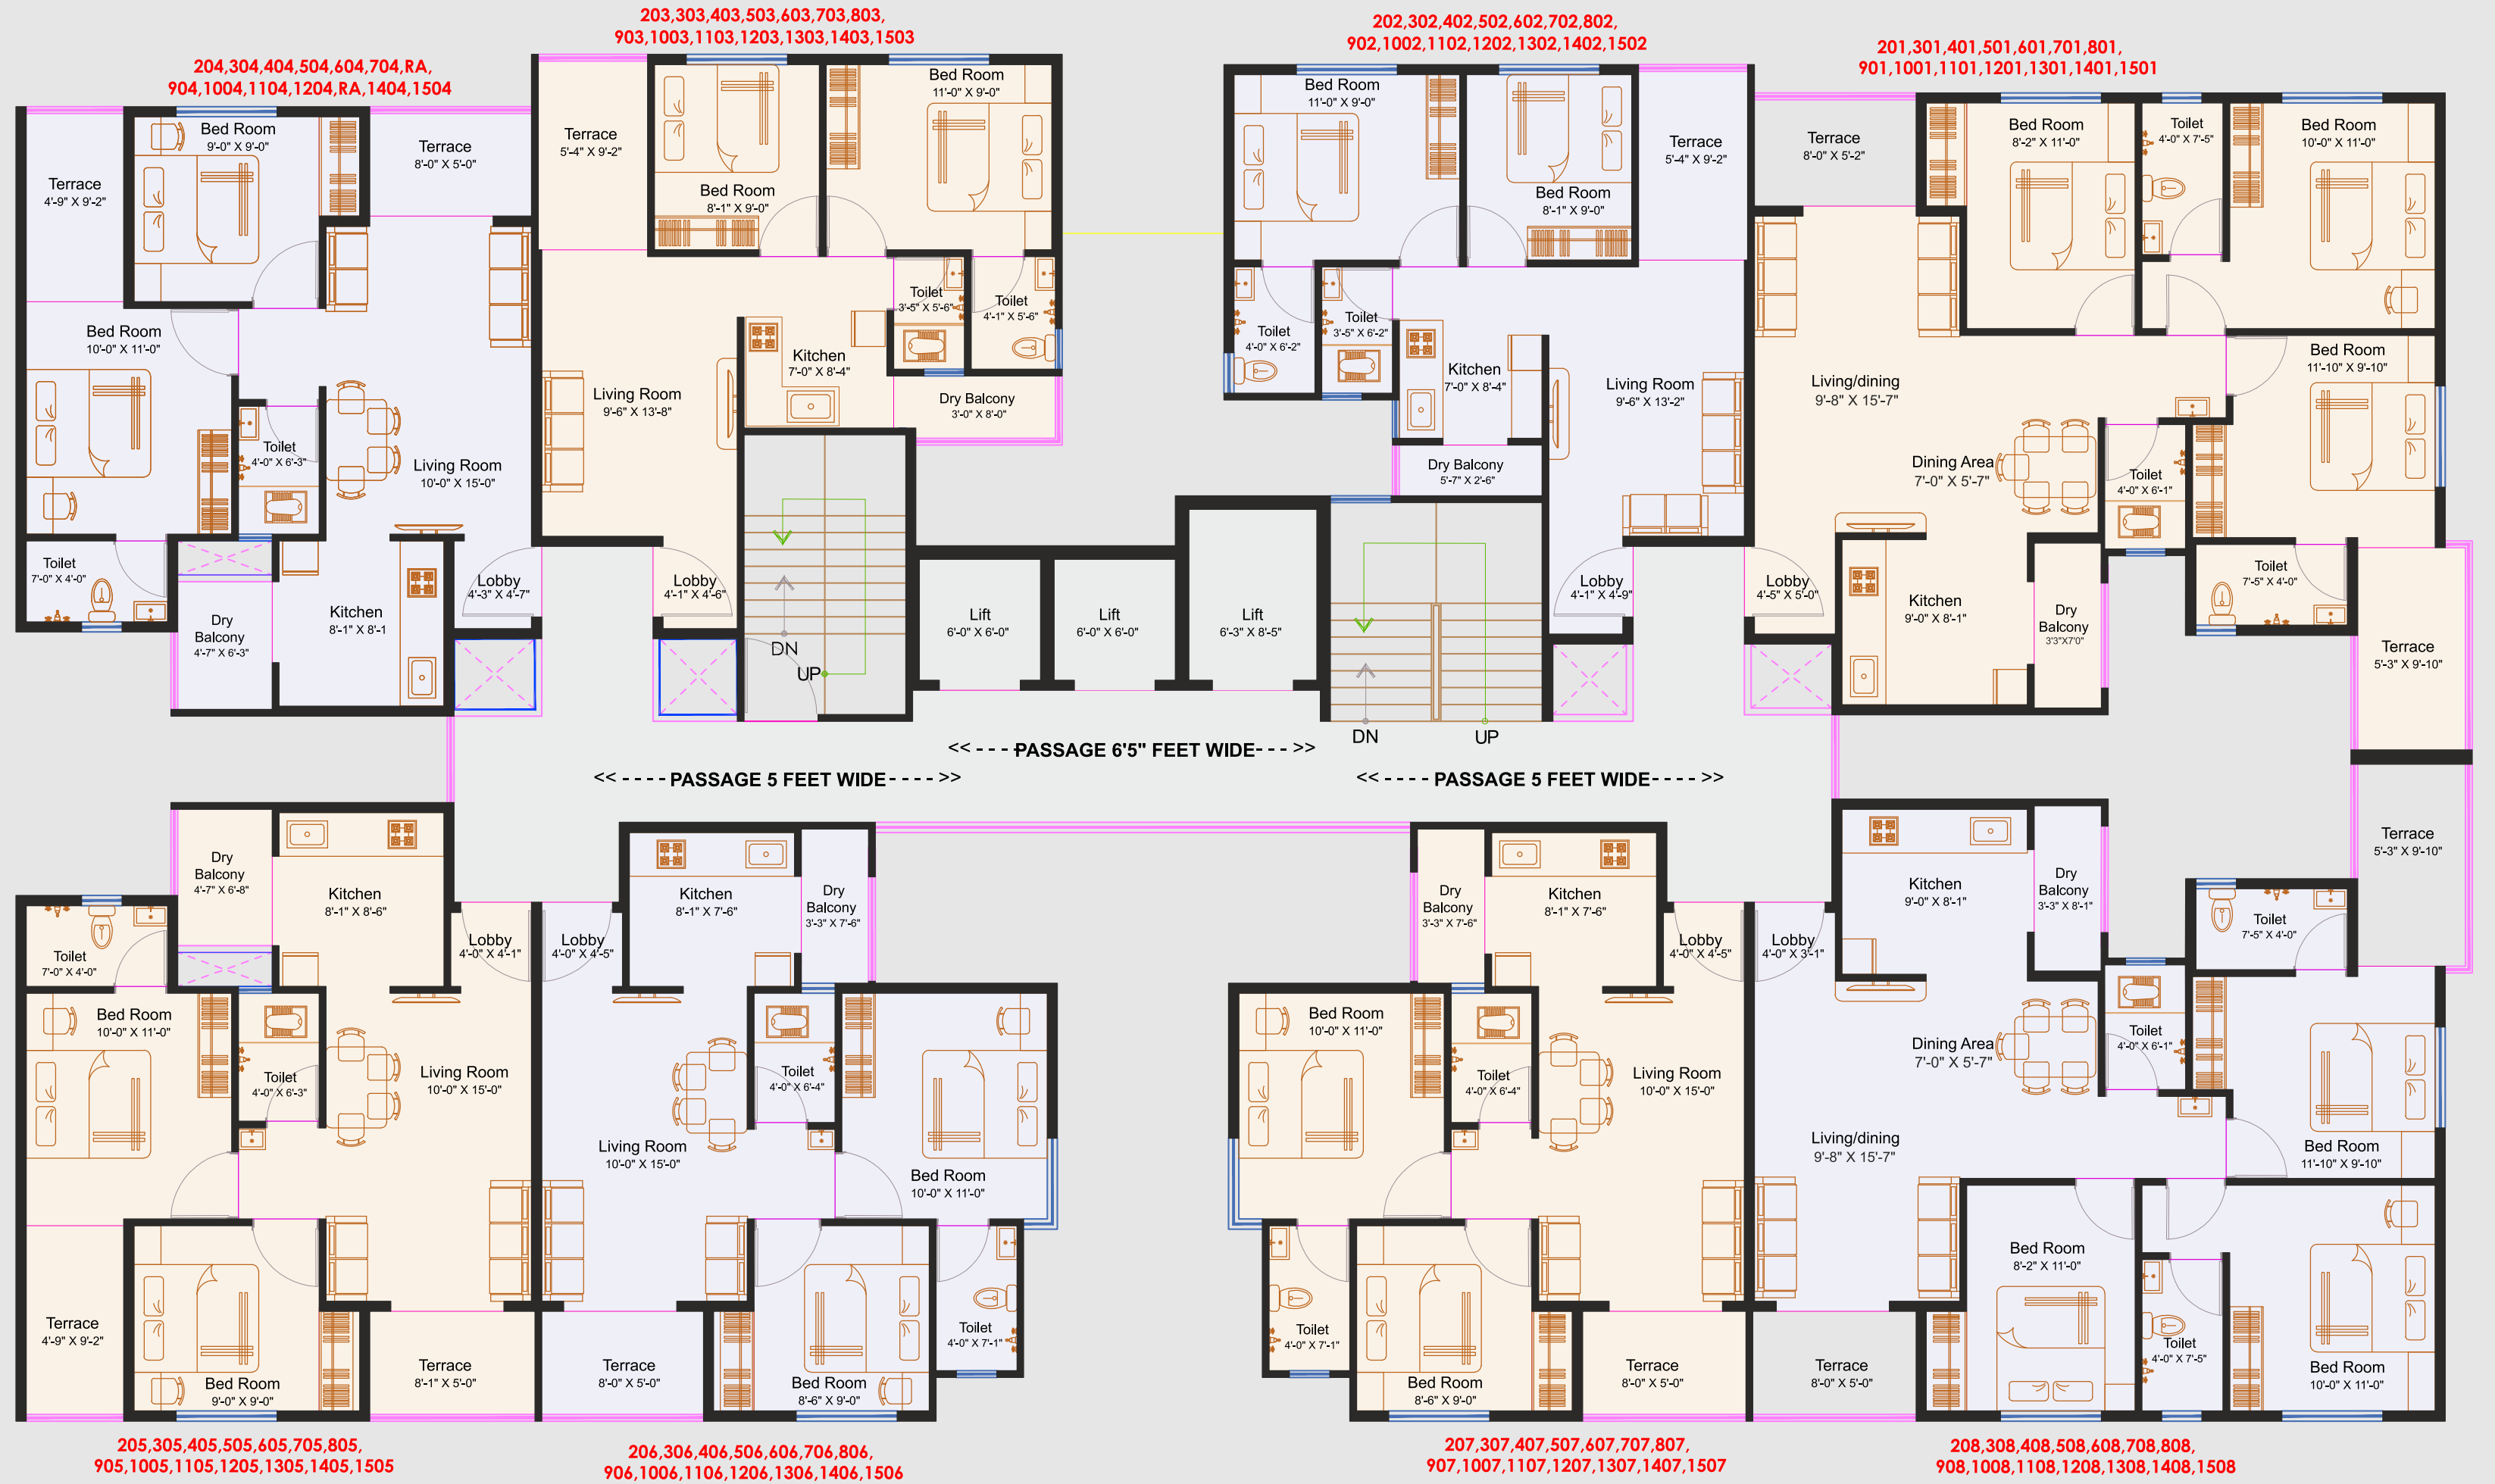 203,303,403,503,603,703,803,
903,1003,1103,1203,1303,1403,1503
202,302,402,502,602,702,802,
902,1002,1102,1202,1302,1402,1502
201,301,401,501,601,701,801,
901,1001,1101,1201,1301,1401,1501
204,304,404,504,604,704,RA,
904,1004,1104,1204,RA,1404,1504
Terrace
4'-9" X 9'-2"
Bed Room
9'-0" X 9'-0"
Terrace
8'-0" X 5'-0"
Bed Room
10'-0" X 11'-0"
Toilet
4'-0" X 6'-3"
Living Room
10'-0" X 15'-0"
Toilet
7'-0" X 4'-0"
Dry
Balcony
4'-7" X 6'-3"
Kitchen
8'-1" X 8'-1
Lobby
4'-3" X 4'-7"
Terrace
5'-4" X 9'-2"
Bed Room
8'-1" X 9'-0"
Bed Room
11'-0" X 9'-0"
Toilet
3'-5" X 5'-6"
Toilet
4'-1" X 5'-6"
Kitchen
7'-0" X 8'-4"
Living Room
9'-6" X 13'-8"
Dry Balcony
3'-0" X 8'-0"
Lobby
4'-1" X 4'-6"
DN
UP
Lift
6'-0" X 6'-0"
Lift
6'-0" X 6'-0"
Lift
6'-3" X 8'-5"
Bed Room
11'-0" X 9'-0"
Bed Room
8'-1" X 9'-0"
Terrace
5'-4" X 9'-2"
Toilet
4'-0" X 6'-2"
Toilet
3'-5" X 6'-2"
Kitchen
7'-0" X 8'-4"
Living Room
9'-6" X 13'-2"
Dry Balcony
5'-7" X 2'-6"
Lobby
4'-1" X 4'-9"
DN
UP
Terrace
8'-0" X 5'-2"
Bed Room
8'-2" X 11'-0"
Toilet
4'-0" X 7'-5"
Bed Room
10'-0" X 11'-0"
Living/dining
9'-8" X 15'-7"
Bed Room
11'-10" X 9'-10"
Dining Area
7'-0" X 5'-7"
Toilet
4'-0" X 6'-1"
Lobby
4'-5" X 5'-0"
Kitchen
9'-0" X 8'-1"
Dry
Balcony
3'3"X7'0"
Toilet
7'-5" X 4'-0"
Terrace
5'-3" X 9'-10"
<< ---- PASSAGE 6'5" FEET WIDE --- >>
<< ---- PASSAGE 5 FEET WIDE ---- >>
<< ---- PASSAGE 5 FEET WIDE ---- >>
Dry
Balcony
4'-7" X 6'-8"
Kitchen
8'-1" X 8'-6"
Toilet
7'-0" X 4'-0"
Lobby
4'-0" X 4'-1"
Bed Room
10'-0" X 11'-0"
Toilet
4'-0" X 6'-3"
Living Room
10'-0" X 15'-0"
Terrace
4'-9" X 9'-2"
Bed Room
9'-0" X 9'-0"
Terrace
8'-1" X 5'-0"
Lobby
4'-0" X 4'-5"
Kitchen
8'-1" X 7'-6"
Dry
Balcony
3'-3" X 7'-6"
Toilet
4'-0" X 6'-4"
Living Room
10'-0" X 15'-0"
Bed Room
10'-0" X 11'-0"
Terrace
8'-0" X 5'-0"
Bed Room
8'-6" X 9'-0"
Toilet
4'-0" X 7'-1"
Dry
Balcony
3'-3" X 7'-6"
Kitchen
8'-1" X 7'-6"
Lobby
4'-0" X 4'-5"
Bed Room
10'-0" X 11'-0"
Toilet
4'-0" X 6'-4"
Living Room
10'-0" X 15'-0"
Toilet
4'-0" X 7'-1"
Bed Room
8'-6" X 9'-0"
Terrace
8'-0" X 5'-0"
Lobby
4'-0" X 3'-1"
Kitchen
9'-0" X 8'-1"
Dry
Balcony
3'-3" X 8'-1"
Terrace
5'-3" X 9'-10"
Toilet
7'-5" X 4'-0"
Dining Area
7'-0" X 5'-7"
Toilet
4'-0" X 6'-1"
Living/dining
9'-8" X 15'-7"
Bed Room
11'-10" X 9'-10"
Bed Room
8'-2" X 11'-0"
Toilet
4'-0" X 7'-5"
Bed Room
10'-0" X 11'-0"
Terrace
8'-0" X 5'-0"
205,305,405,505,605,705,805,
905,1005,1105,1205,1305,1405,1505
206,306,406,506,606,706,806,
906,1006,1106,1206,1306,1406,1506
207,307,407,507,607,707,807,
907,1007,1107,1207,1307,1407,1507
208,308,408,508,608,708,808,
908,1008,1108,1208,1308,1408,1508